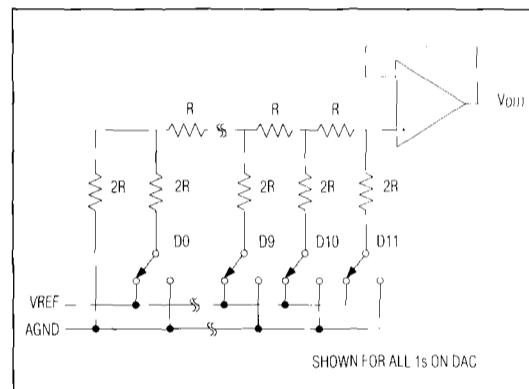 R R R
VOUT
2R 2R 2R 2R 2R
D0 D9 D10 D11
VREF
AGND
SHOWN FOR ALL 1s ON DAC